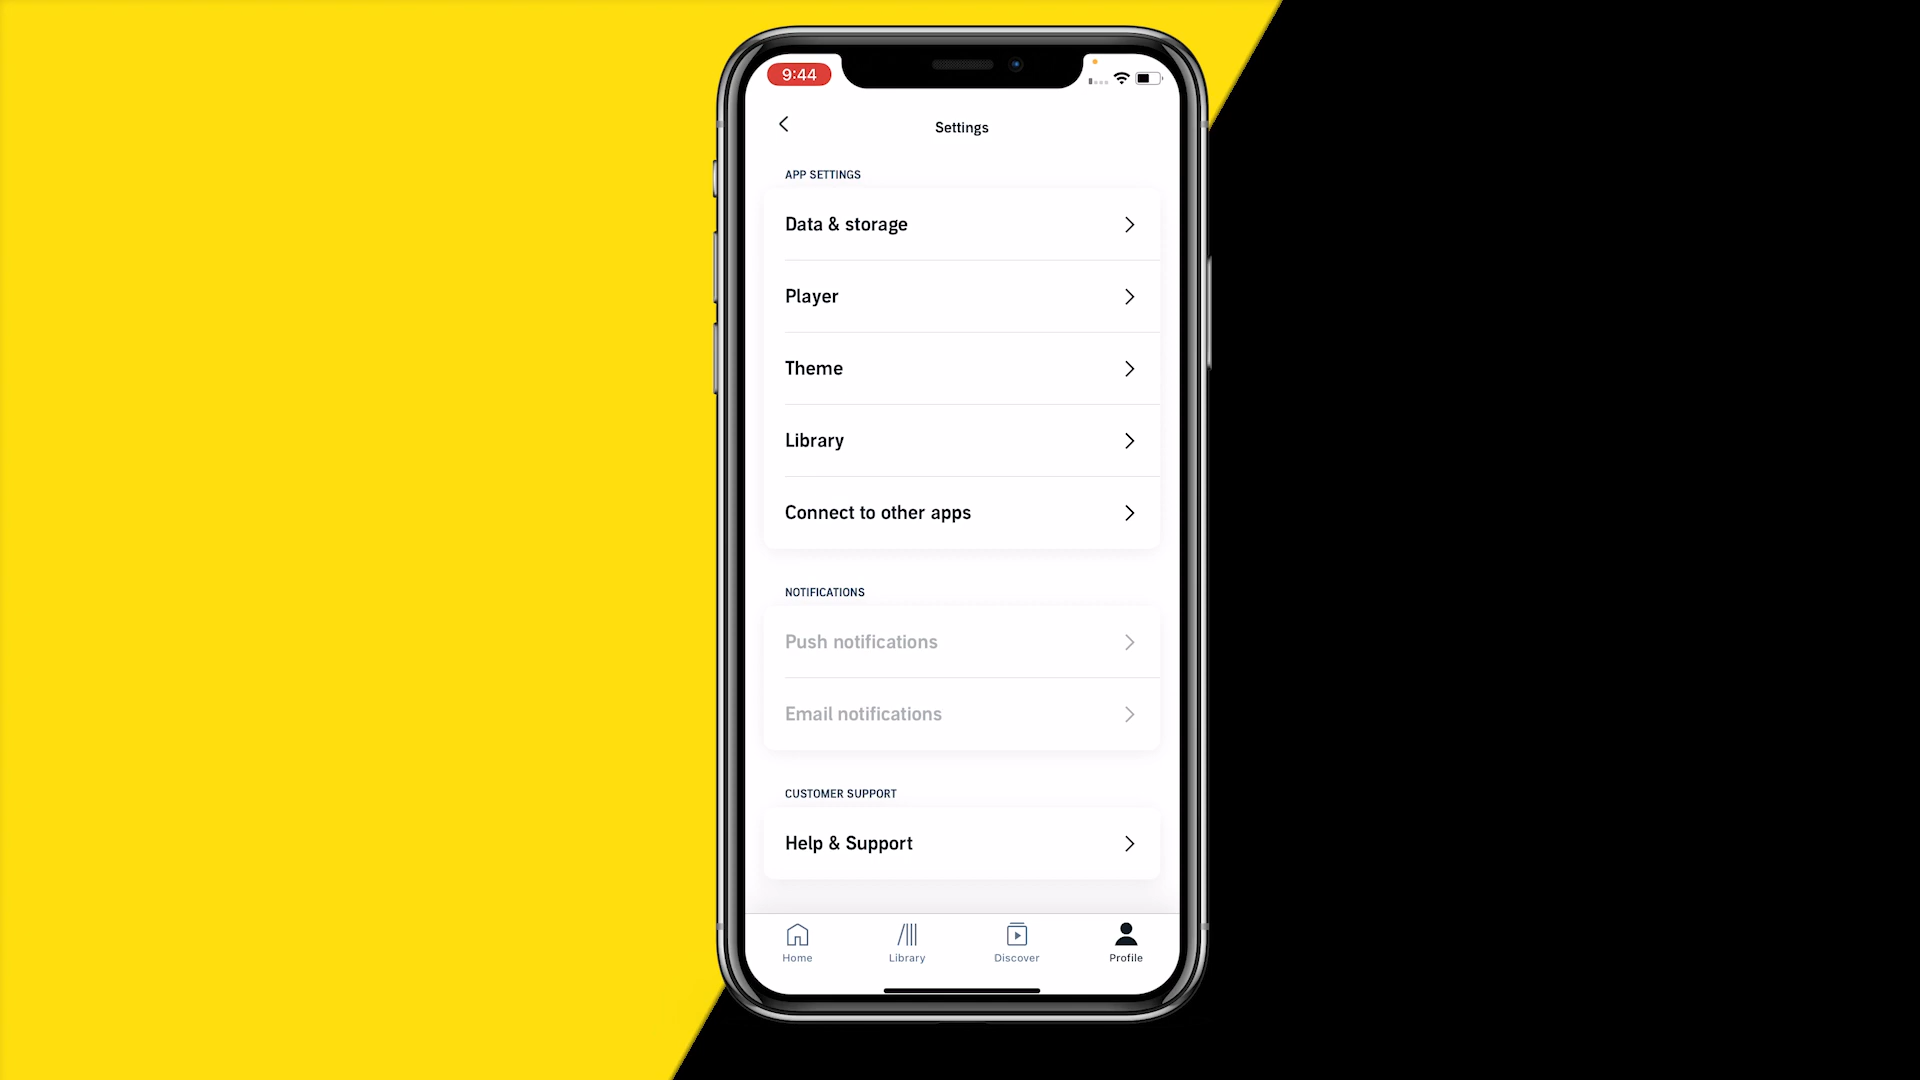 9:44
Settings
APP SETTINGS
Data & storage
Player
Theme
Library
Connect to other apps
NOTIFICATIONS
Push notifications
Email notifications
CUSTOMER SUPPORT
Help & Support
Home
Library
Discover
Profile